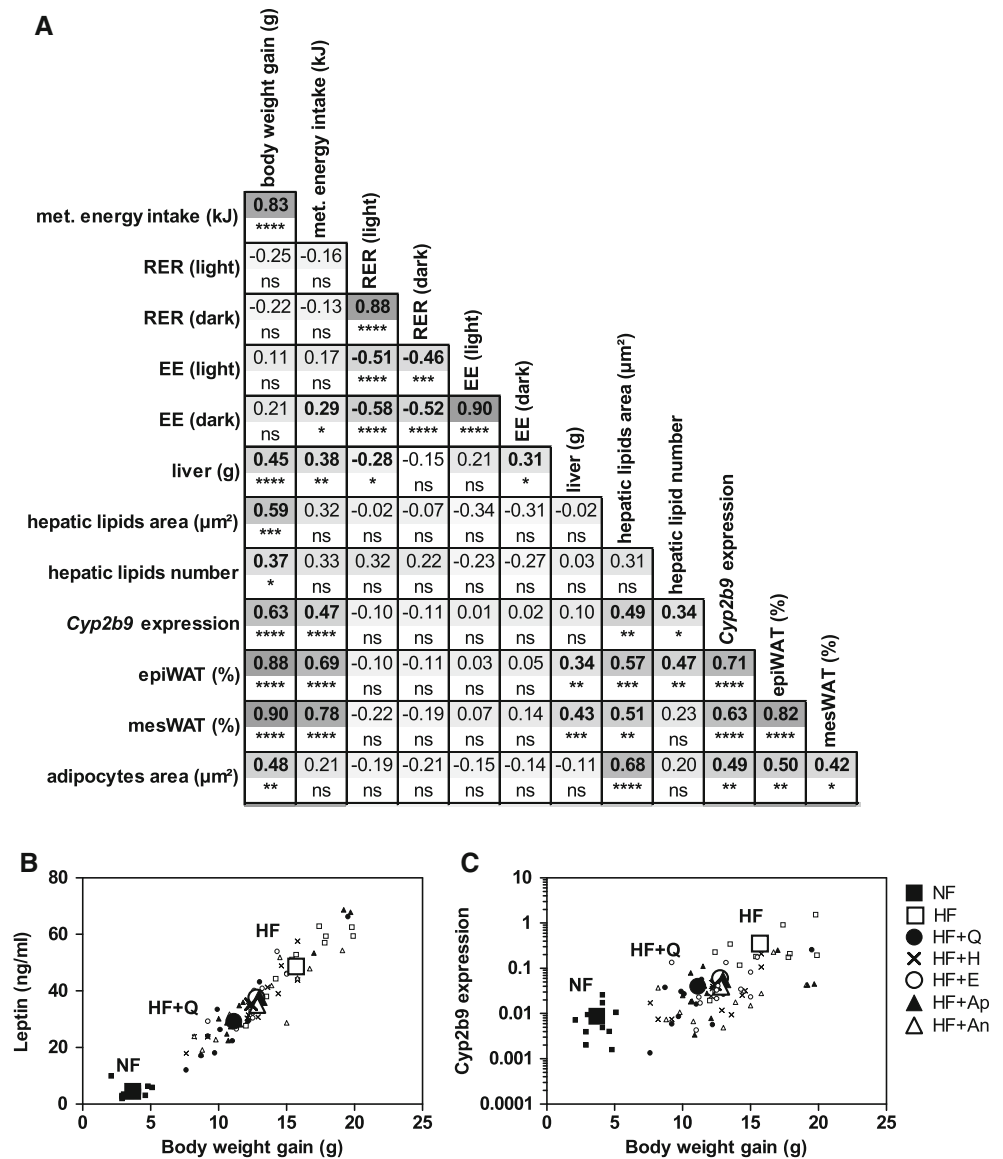 A
body weight gain (g)
met. energy intake (kJ)
RER (light)
RER (dark)
EE (light)
EE (dark)
liver (g)
hepatic lipids area (µm²)
hepatic lipid number
Cyp2b9 expression
epiWAT (%)
mesWAT (%)
met. energy intake (kJ) 0.83
****
RER (light) -0.25 -0.16
ns ns
RER (dark) -0.22 -0.13 0.88
ns ns ****
EE (light) 0.11 0.17 -0.51 -0.46
ns ns **** ***
EE (dark) 0.21 0.29 -0.58 -0.52 0.90
ns * **** **** ****
liver (g) 0.45 0.38 -0.28 -0.15 0.21 0.31
**** ** * ns ns *
hepatic lipids area (µm²) 0.59 0.32 -0.02 -0.07 -0.34 -0.31 -0.02
*** ns ns ns ns ns ns
hepatic lipids number 0.37 0.33 0.32 0.22 -0.23 -0.27 0.03 0.31
* ns ns ns ns ns ns ns
Cyp2b9 expression 0.63 0.47 -0.10 -0.11 0.01 0.02 0.10 0.49 0.34
**** **** ns ns ns ns ns ** *
epiWAT (%) 0.88 0.69 -0.10 -0.11 0.03 0.05 0.34 0.57 0.47 0.71
**** **** ns ns ns ns ** *** ** ****
mesWAT (%) 0.90 0.78 -0.22 -0.19 0.07 0.14 0.43 0.51 0.23 0.63 0.82
**** **** ns ns ns ns *** ** ns **** ****
adipocytes area (µm²) 0.48 0.21 -0.19 -0.21 -0.15 -0.14 -0.11 0.68 0.20 0.49 0.50 0.42
** ns ns ns ns ns ns **** ns ** ** *
B
Leptin (ng/ml)
80
60
40
20
0
HF
HF+Q
NF
0 5 10 15 20 25
Body weight gain (g)
C
Cyp2b9 expression
10
1
0.1
0.01
0.001
0.0001
HF
HF+Q
NF
0 5 10 15 20 25
Body weight gain (g)
NF
HF
HF+Q
HF+H
HF+E
HF+Ap
HF+An